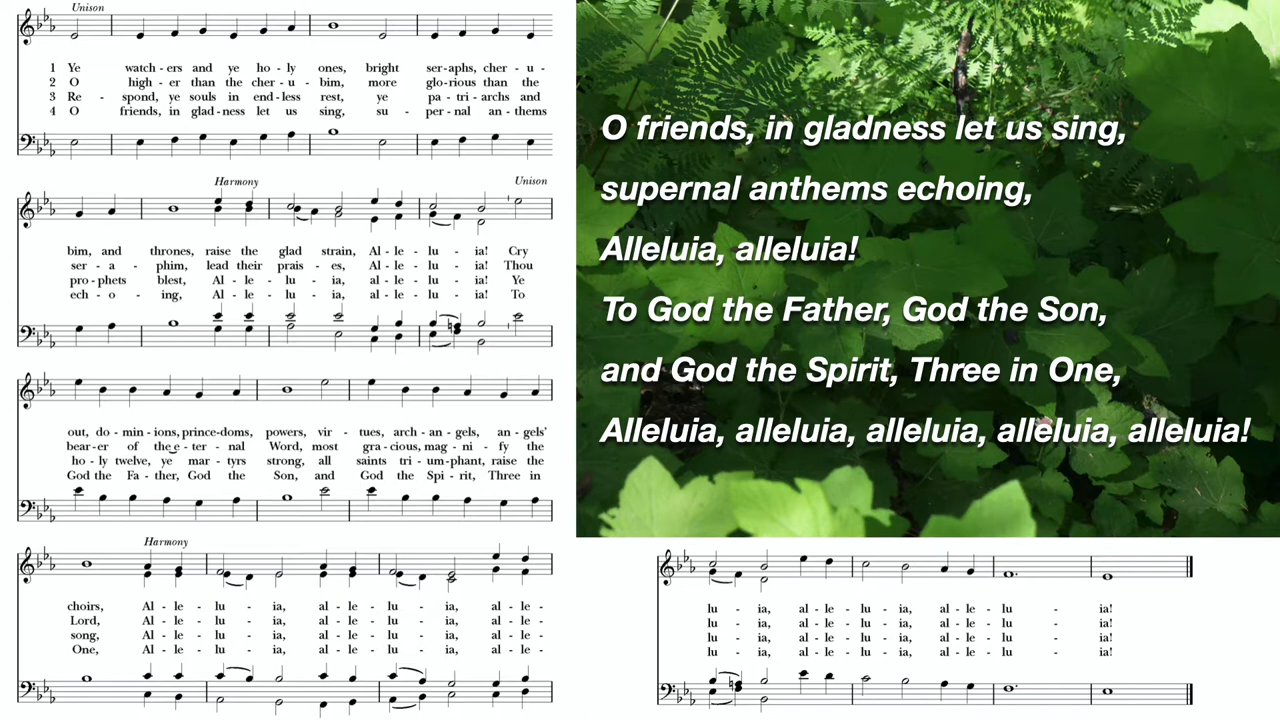 Unison
1 Ye watch - ers and ye ho - ly ones, bright ser - aphs, cher - u -
2 O high - er than the cher - u - bim, more glo - rious than the
3 Re - spond, ye souls in end - less rest, ye pa - tri - archs and
4 O friends, in glad - ness let us sing, su - per - nal an - thems
Harmony Unison
bim, and thrones, raise the glad strain, Al - le - lu - ia! Cry
ser - a - phim, lead their prais - es, Al - le - lu - ia! Thou
pro - phets blest, Al - le - lu - ia, al - le - lu - ia! Ye
ech - o - ing, Al - le - lu - ia, al - le - lu - ia! To
out, do - min - ions, prince - doms, powers, vir - tues, arch - an - gels, an - gels’
bear - er of the e - ter - nal Word, most gra - cious, mag - ni - fy the
ho - ly twelve, ye mar - tyrs strong, all saints tri - um - phant, raise the
God the Fa - ther, God the Son, and God the Spi - rit, Three in
Harmony
choirs, Al - le - lu - ia, al - le - lu - ia, al - le -
Lord, Al - le - lu - ia, al - le - lu - ia, al - le -
song, Al - le - lu - ia, al - le - lu - ia, al - le -
One, Al - le - lu - ia, al - le - lu - ia, al - le -
O friends, in gladness let us sing,
supernal anthems echoing,
Alleluia, alleluia!
To God the Father, God the Son,
and God the Spirit, Three in One,
Alleluia, alleluia, alleluia, alleluia, alleluia!
lu - ia, al - le - lu - ia, al - le - lu - ia!
lu - ia, al - le - lu - ia, al - le - lu - ia!
lu - ia, al - le - lu - ia, al - le - lu - ia!
lu - ia, al - le - lu - ia, al - le - lu - ia!